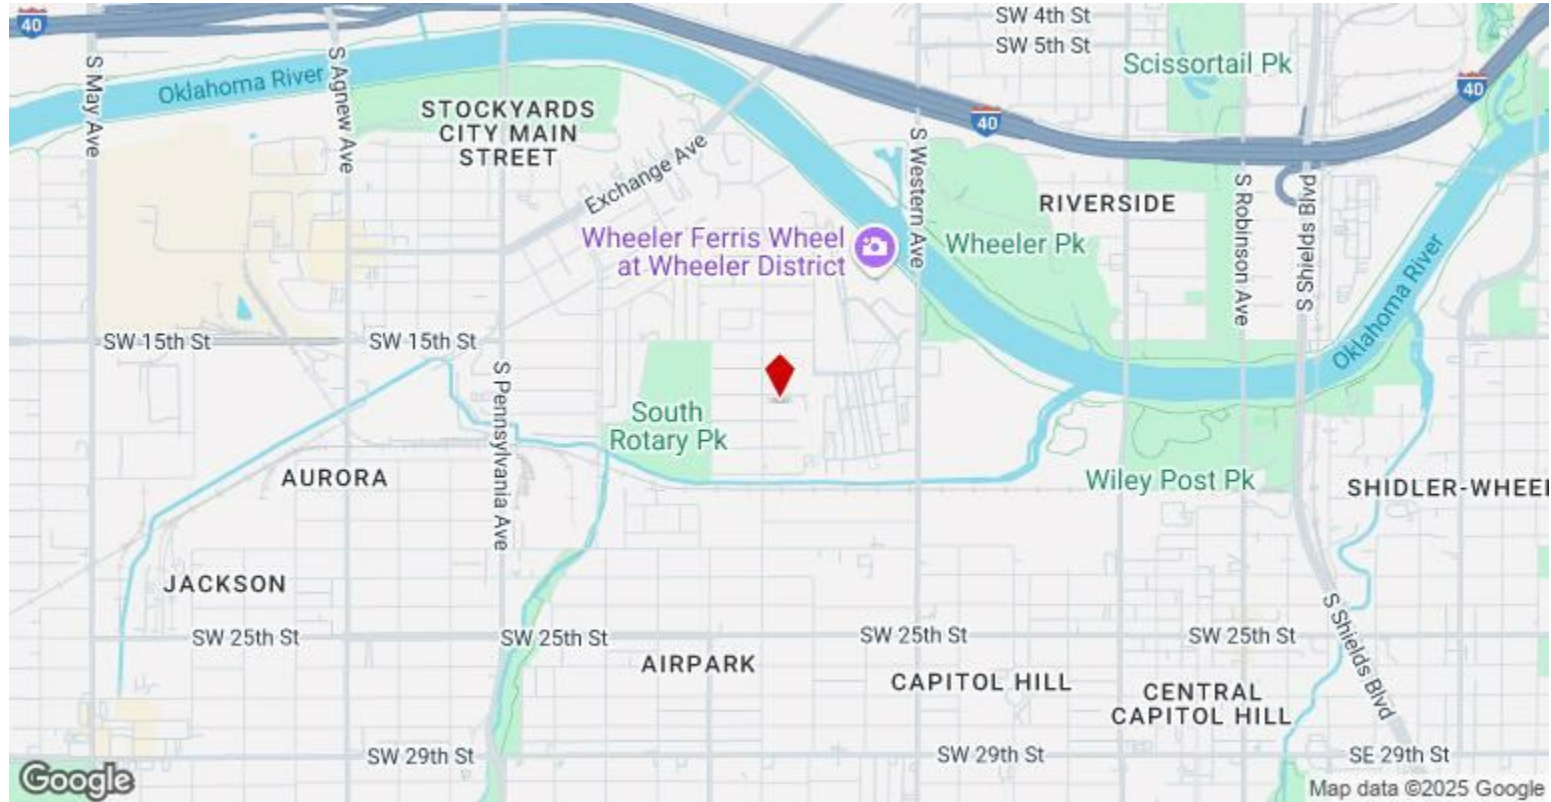 40
SW 4th St
SW 5th St
S May Ave
S Agnew Ave
Oklahoma River
Scissortail Pk
40
STOCKYARDS
CITY MAIN
STREET
40
Exchange Ave
S Western Ave
RIVERSIDE
S Robinson Ave
S Shields Blvd
Wheeler Ferris Wheel
at Wheeler District
Wheeler Pk
Oklahoma River
SW 15th St
SW 15th St
S Pennsylvania Ave
South
Rotary Pk
AURORA
Wiley Post Pk
SHIDLER-WHEEL
JACKSON
S Shields Blvd
SW 25th St
SW 25th St
SW 25th St
SW 25th St
AIRPARK
CAPITOL HILL
CENTRAL
CAPITOL HILL
SW 29th St
SW 29th St
SE 29th St
Google
Map data ©2025 Google